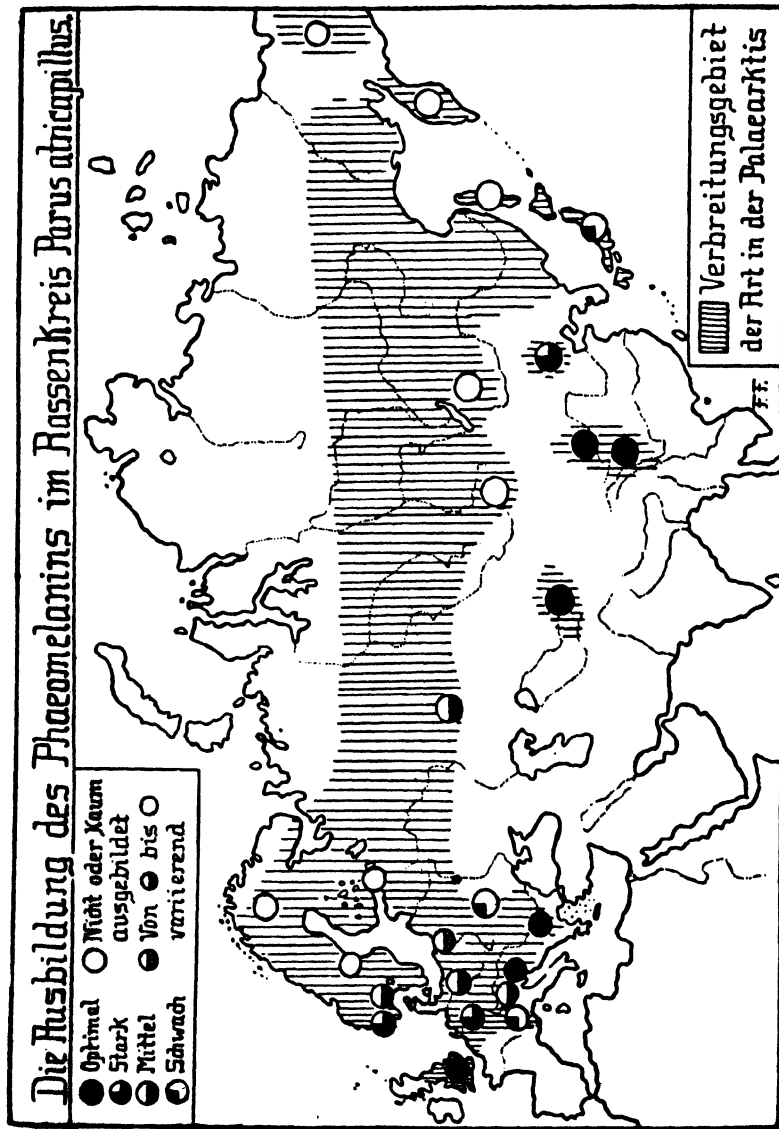 Die Ausbildung des Phaeomelanins im Rassenkreis Parus atricapillus.
Optimal
Stark
Mittel
Schwach
Nicht oder Kaum
ausgebildet
Von bis
variierend
Verbreitungsgebiet
der Art in der Palaearktis
F.F.